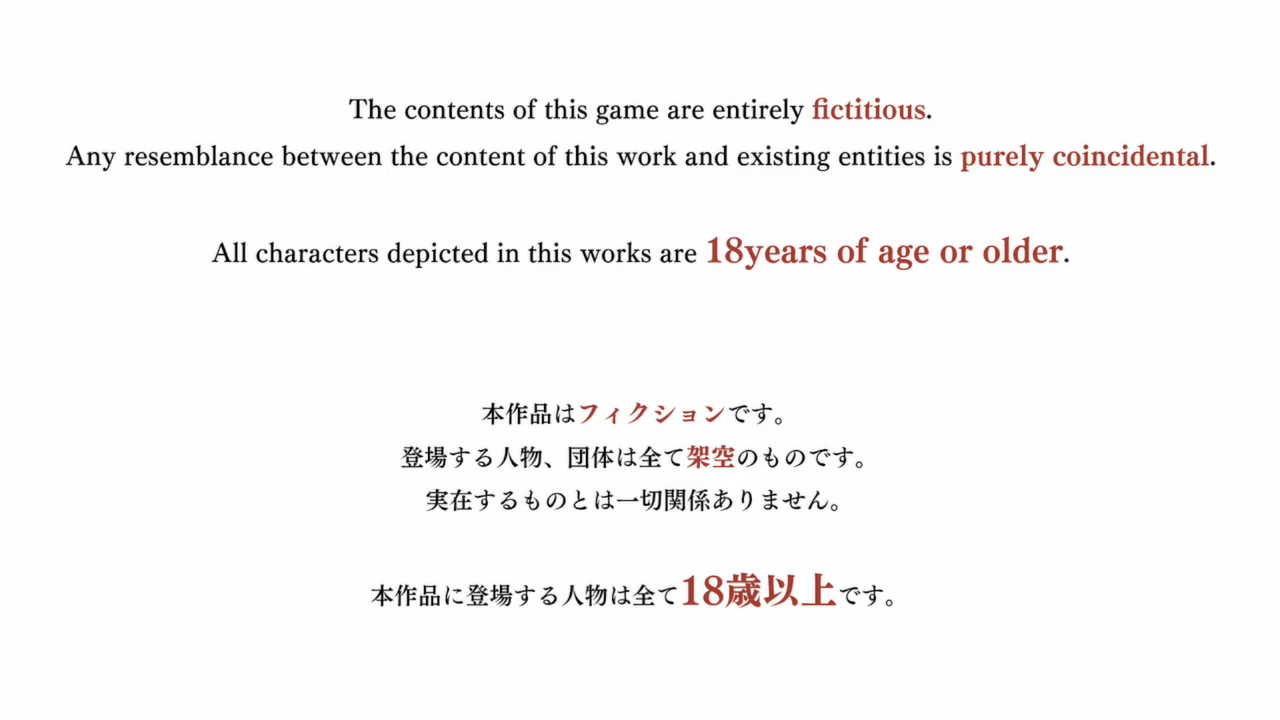 The contents of this game are entirely fictitious.
Any resemblance between the content of this work and existing entities is purely coincidental.
All characters depicted in this works are 18years of age or older.
本作品はフィクションです。
登場する人物、団体は全て架空のものです。
実在するものとは一切関係ありません。
本作品に登場する人物は全て18歳以上です。